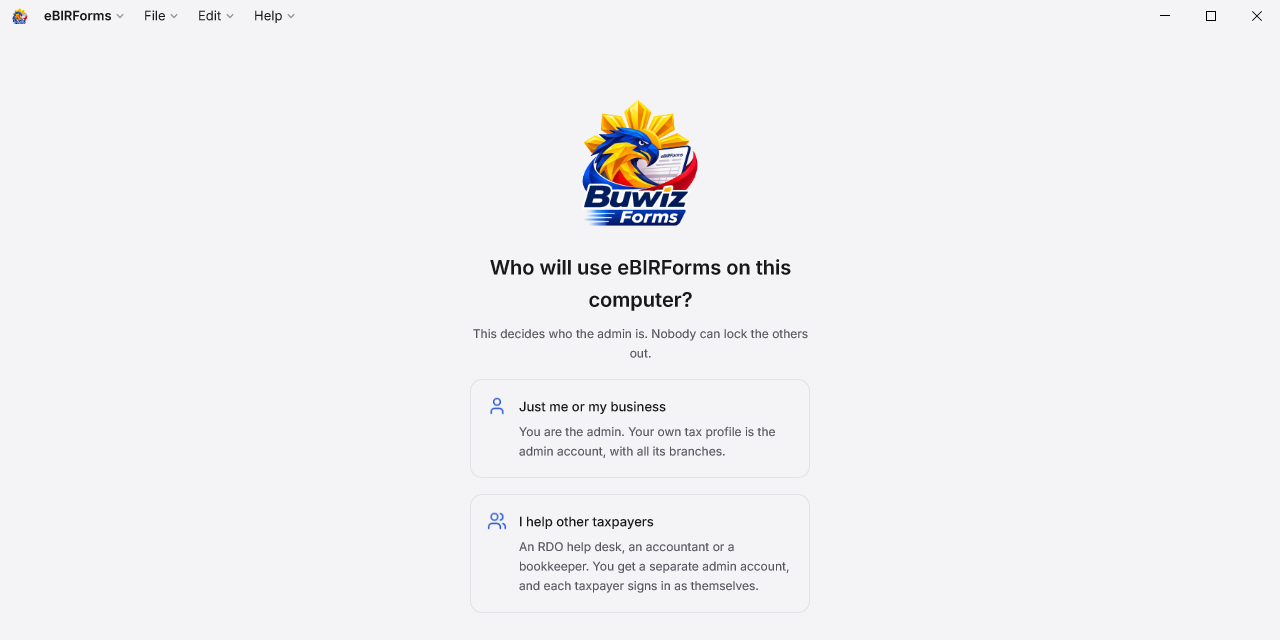 eBIRForms File Edit Help
eBIRForms
Buwiz
Forms
Who will use eBIRForms on this
computer?
This decides who the admin is. Nobody can lock the others
out.
Just me or my business
You are the admin. Your own tax profile is the
admin account, with all its branches.
I help other taxpayers
An RDO help desk, an accountant or a
bookkeeper. You get a separate admin account,
and each taxpayer signs in as themselves.